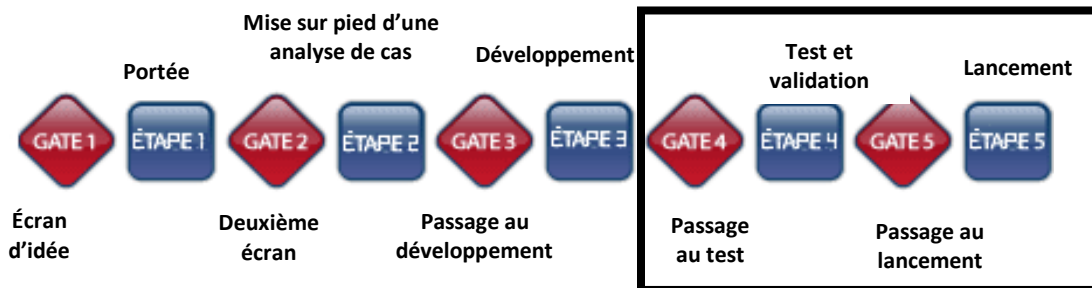 Mise sur pied d'une
analyse de cas
Portée
Développement
Test et
validation
Lancement
GATE 1
ÉTAPE 1
GATE 2
ÉTAPE 2
GATE 3
ÉTAPE 3
GATE 4
ÉTAPE 4
GATE 5
ÉTAPE 5
Écran
d'idée
Deuxième
écran
Passage au
développement
Passage
au test
Passage au
lancement